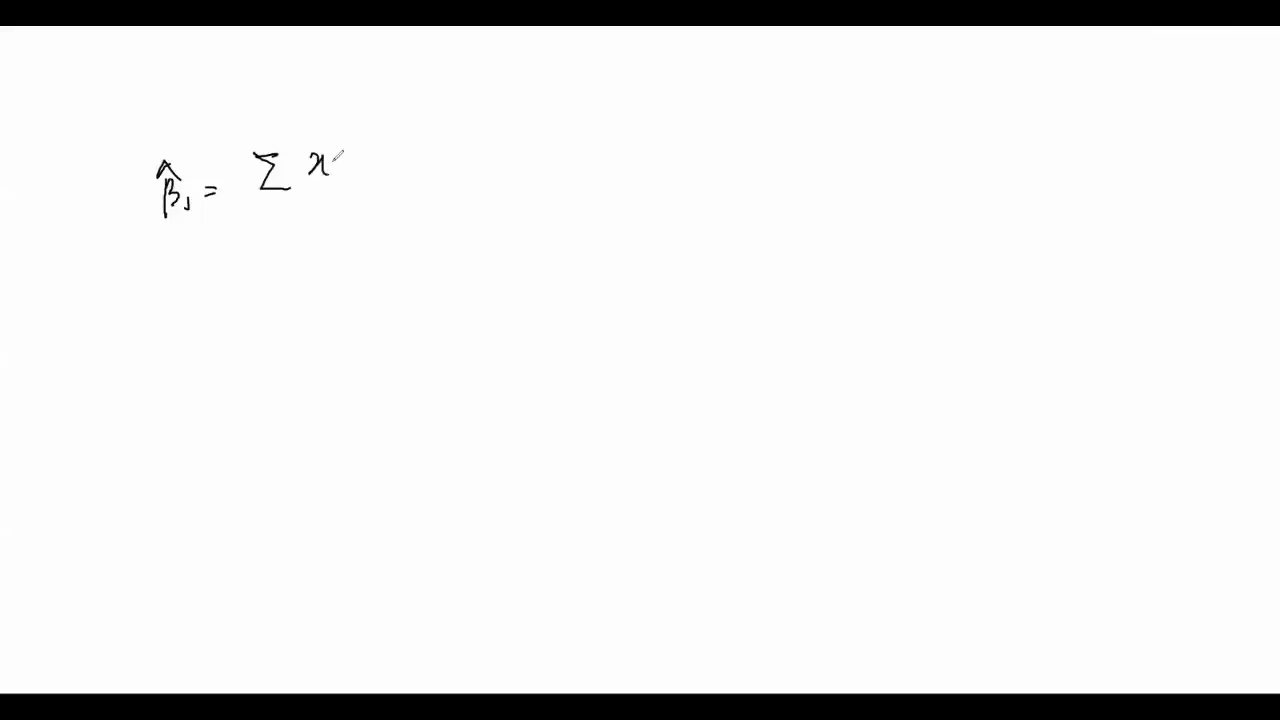 β̂₁ = Σ x